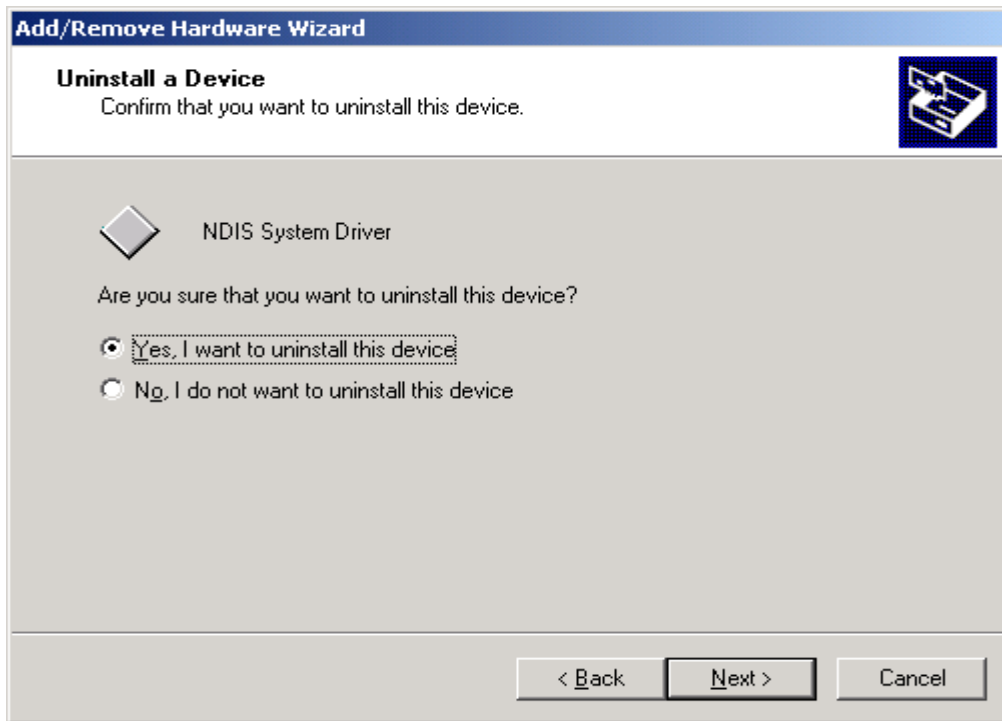 Add/Remove Hardware Wizard
Uninstall a Device
Confirm that you want to uninstall this device.
NDIS System Driver
Are you sure that you want to uninstall this device?
Yes, I want to uninstall this device
No, I do not want to uninstall this device
< Back Next > Cancel